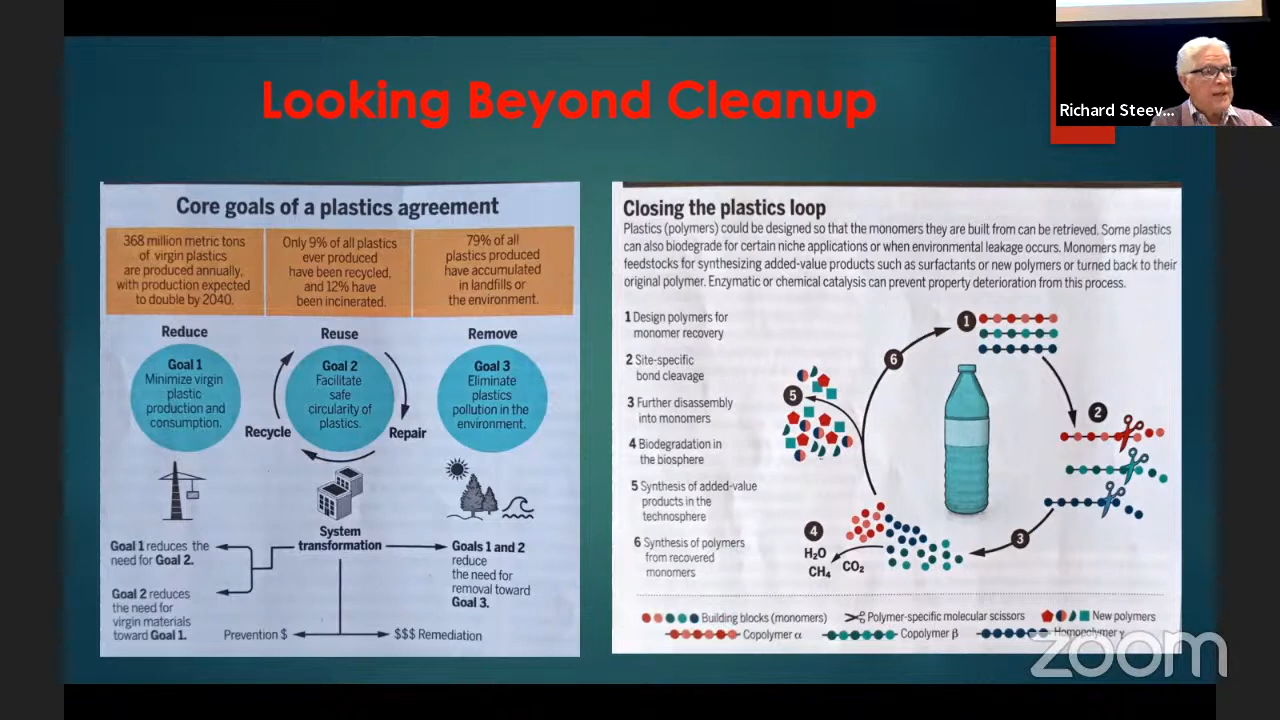 Looking Beyond Cleanup
Richard Steev...
Core goals of a plastics agreement
368 million metric tons
of virgin plastics
are produced annually,
with production expected
to double by 2040.
Only 9% of all plastics
ever produced
have been recycled,
and 12% have
been incinerated.
79% of all
plastics produced
have accumulated
in landfills or
the environment.
Reduce
Reuse
Remove
Goal 1
Minimize virgin
plastic
production and
consumption.
Goal 2
Facilitate
safe
circularity of
plastics.
Goal 3
Eliminate
plastics
pollution in the
environment.
Recycle
Repair
System
transformation
Goal 1 reduces the
need for Goal 2.
Goal 2 reduces
the need for
virgin materials
toward Goal 1.
Goals 1 and 2
reduce
the need for
removal toward
Goal 3.
Prevention $
$$$ Remediation
Closing the plastics loop
Plastics (polymers) could be designed so that the monomers they are built from can be retrieved. Some plastics
can also biodegrade for certain niche applications or when environmental leakage occurs. Monomers may be
feedstocks for synthesizing added-value products such as surfactants or new polymers or turned back to their
original polymer. Enzymatic or chemical catalysis can prevent property deterioration from this process.
1 Design polymers for
monomer recovery
2 Site-specific
bond cleavage
3 Further disassembly
into monomers
4 Biodegradation in
the biosphere
5 Synthesis of added-value
products in the
technosphere
6 Synthesis of polymers
from recovered
monomers
1
6
5
2
4
3
H₂O
CH₄
CO₂
Building blocks (monomers)
Polymer-specific molecular scissors
New polymers
Copolymer α
Copolymer β
Homopolymer γ
zoom